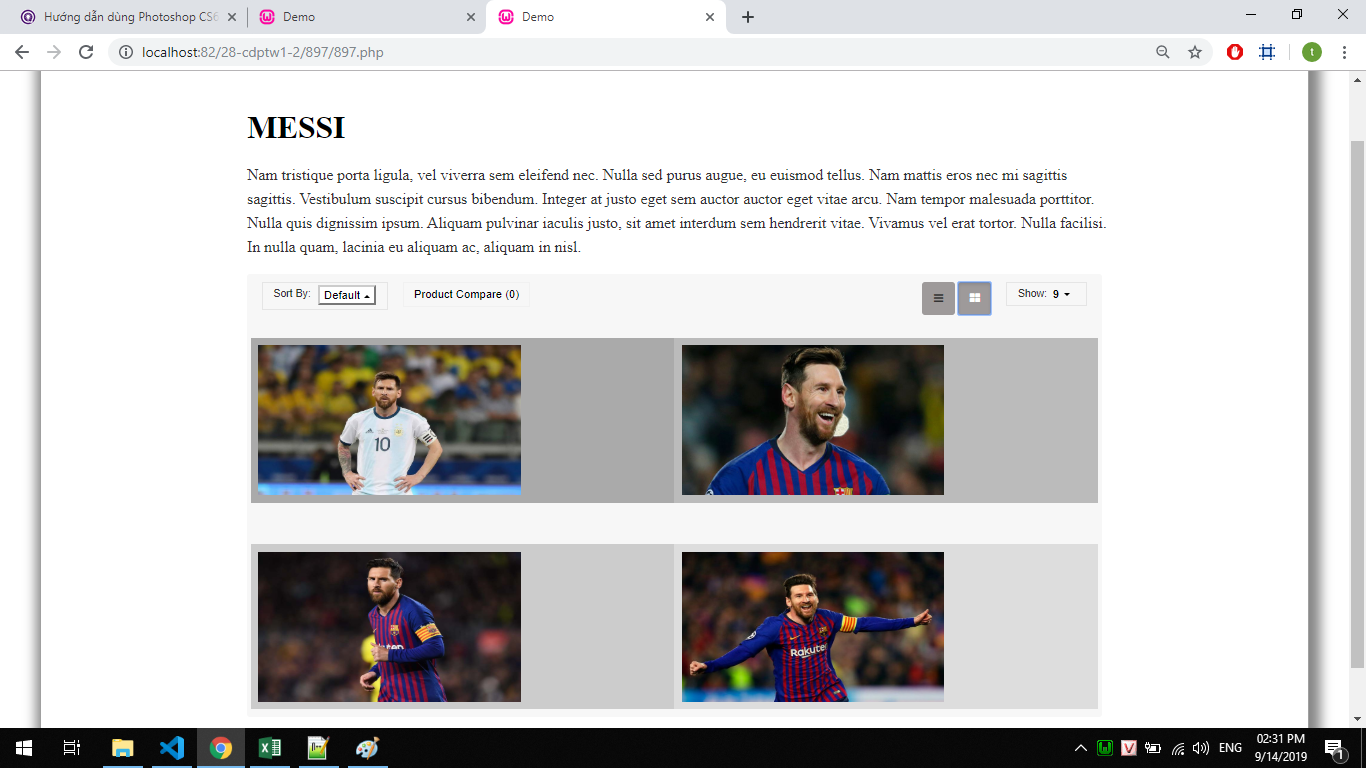 Hướng dẫn dùng Photoshop CS6
Demo
Demo
localhost:82/28-cdptw1-2/897/897.php
t
MESSI
Nam tristique porta ligula, vel viverra sem eleifend nec. Nulla sed purus augue, eu euismod tellus. Nam mattis eros nec mi sagittis
sagittis. Vestibulum suscipit cursus bibendum. Integer at justo eget sem auctor auctor eget vitae arcu. Nam tempor malesuada porttitor.
Nulla quis dignissim ipsum. Aliquam pulvinar iaculis justo, sit amet interdum sem hendrerit vitae. Vivamus vel erat tortor. Nulla facilisi.
In nulla quam, lacinia eu aliquam ac, aliquam in nisl.
Sort By: Default
Product Compare (0)
Show: 9
10
Rakuten
ENG
02:31 PM
9/14/2019
1